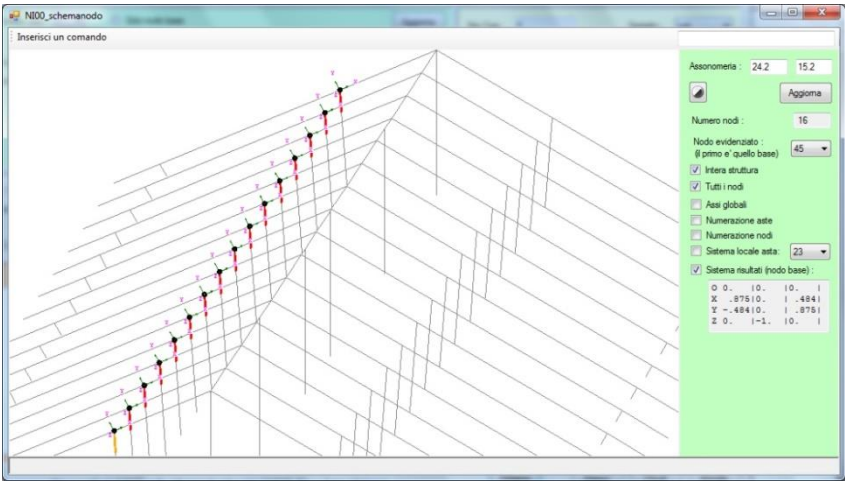 NI00_schemanodo
Inserisci un comando
Assonometria : 24.2 15.2
Aggiorna
Numero nodi : 16
Nodo evidenziato :
(il primo e' quello base) 45
Intera struttura
Tutti i nodi
Assi globali
Numerazione aste
Numerazione nodi
Sistema locale asta: 23
Sistema risultati (nodo base) :
O 0. |0. |0. |
X .875|0. | .484|
Y -.484|0. | .875|
Z 0. |-1. |0. |